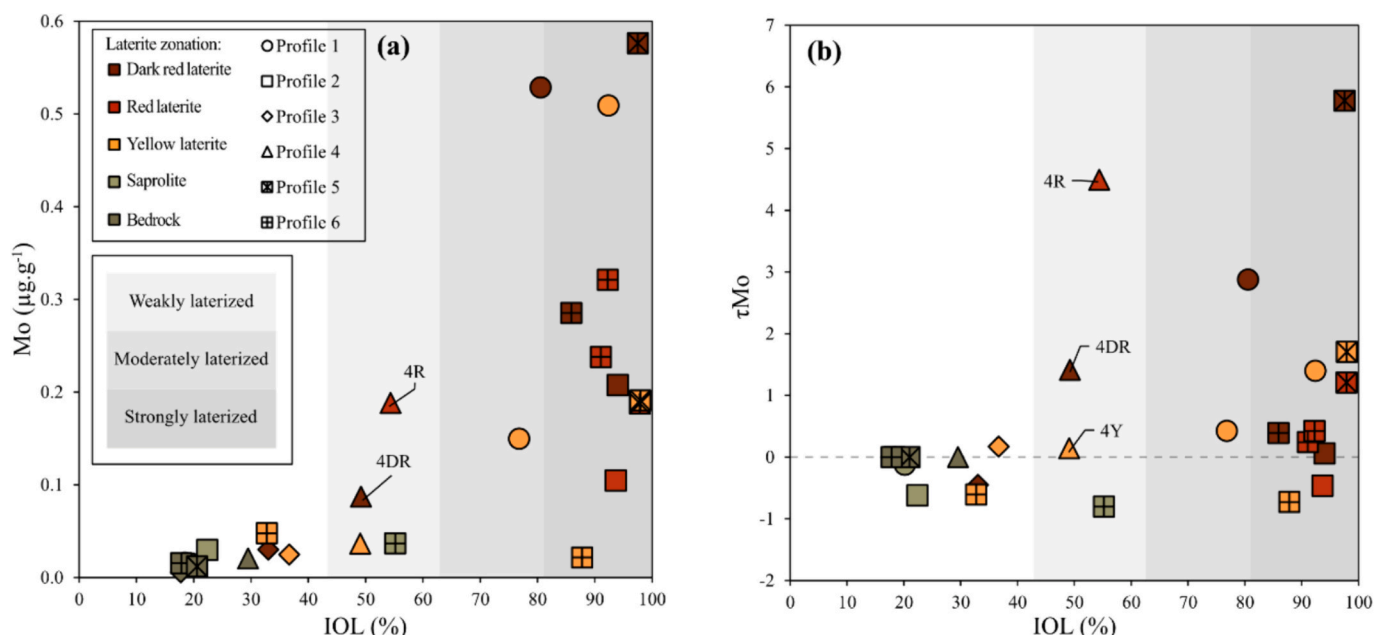 (a)
Mo (µg.g⁻¹)
0.6
0.5
0.4
0.3
0.2
0.1
0.0
Laterite zonation:
Dark red laterite
Red laterite
Yellow laterite
Saprolite
Bedrock
Profile 1
Profile 2
Profile 3
Profile 4
Profile 5
Profile 6
Weakly laterized
Moderately laterized
Strongly laterized
4R
4DR
0 10 20 30 40 50 60 70 80 90 100
IOL (%)
(b)
τMo
7
6
5
4
3
2
1
0
-1
-2
4R
4DR
4Y
0 10 20 30 40 50 60 70 80 90 100
IOL (%)